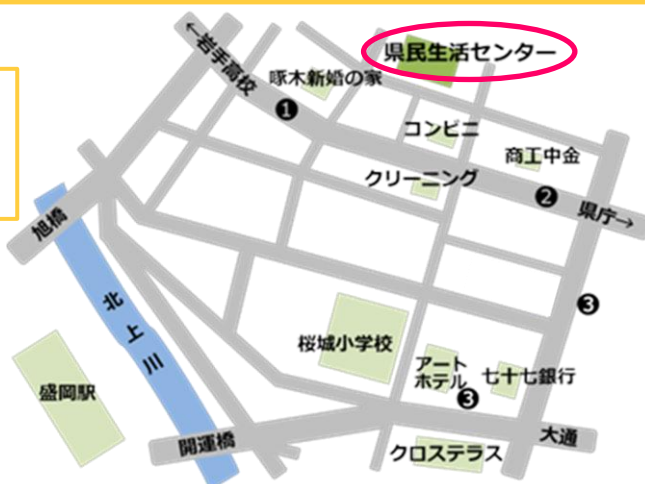 ←岩手高校
県民生活センター
啄木新婚の家
❶
コンビニ
商工中金
クリーニング
❷
県庁→
旭橋
北上川
❸
桜城小学校
アート
ホテル
七十七銀行
❸
盛岡駅
開運橋
大通
クロステラス